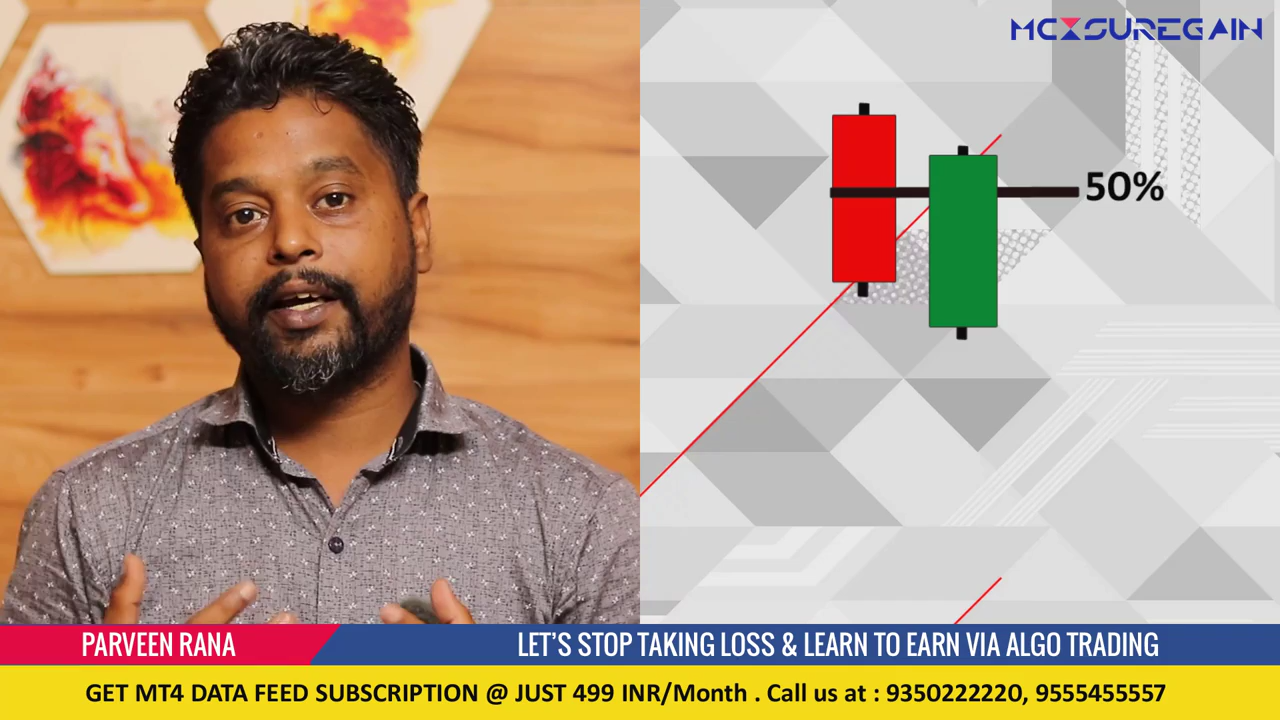 MCXSUREGAIN
50%
PARVEEN RANA
LET'S STOP TAKING LOSS & LEARN TO EARN VIA ALGO TRADING
GET MT4 DATA FEED SUBSCRIPTION @ JUST 499 INR/Month . Call us at : 9350222220, 9555455557